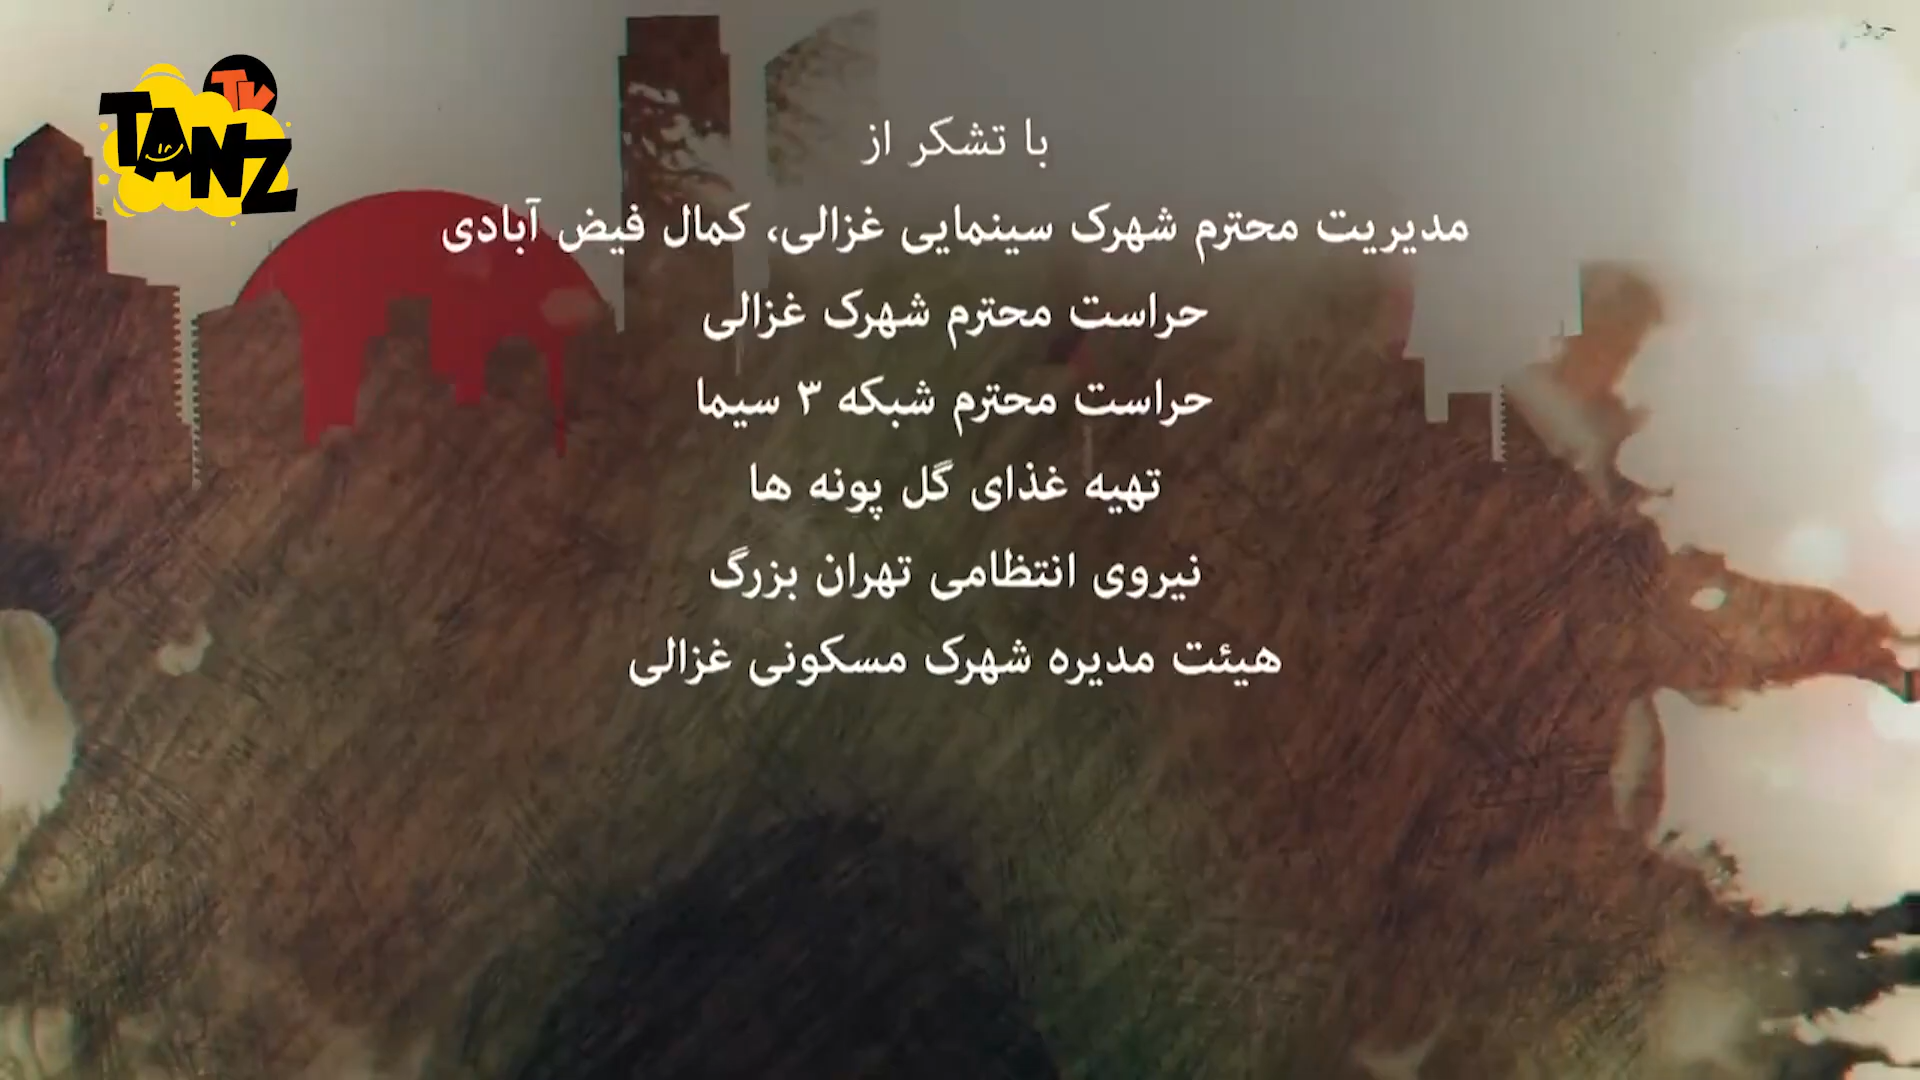 TV
TANZ
با تشکر از
مدیریت محترم شهرک سینمایی غزالی، کمال فیض آبادی
حراست محترم شهرک غزالی
حراست محترم شبکه ۳ سیما
تهیه غذای گل پونه ها
نیروی انتظامی تهران بزرگ
هیئت مدیره شهرک مسکونی غزالی